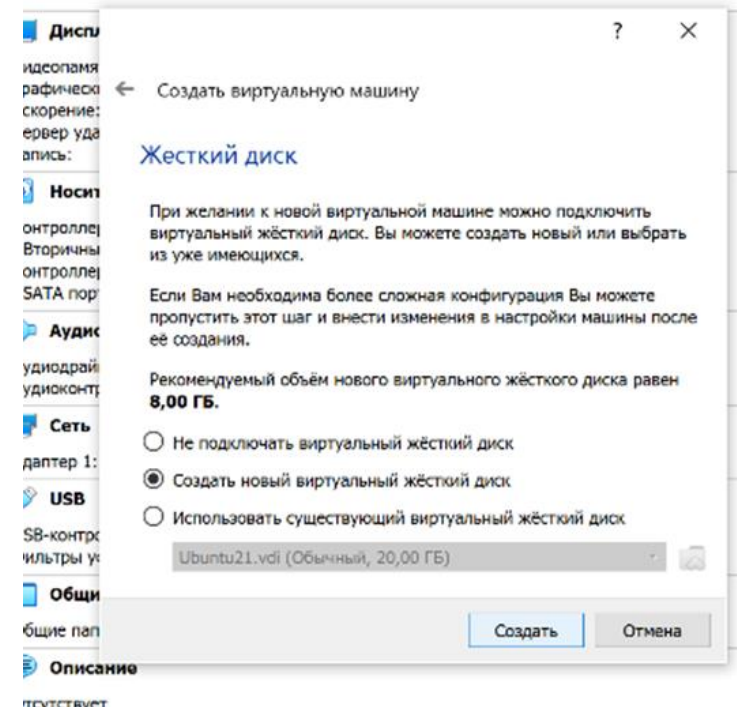 Диспл
?
идеопамя
рафическ
скорение:
ервер уда
апись:
Создать виртуальную машину
Жесткий диск
Носит
онтроллер
Вторичны
онтроллер
SATA пор
При желании к новой виртуальной машине можно подключить
виртуальный жёсткий диск. Вы можете создать новый или выбрать
из уже имеющихся.
Если Вам необходима более сложная конфигурация Вы можете
пропустить этот шаг и внести изменения в настройки машины после
её создания.
Аудио
удиодрай
удиоконтр
Рекомендуемый объём нового виртуального жёсткого диска равен
8,00 ГБ.
Сеть
даптер 1:
Не подключать виртуальный жёсткий диск
Создать новый виртуальный жёсткий диск
Использовать существующий виртуальный жёсткий диск
USB
SB-контро
ильтры ус
Ubuntu21.vdi (Обычный, 20,00 ГБ)
Общи
бщие пап
Создать
Отмена
Описание
тсутствует